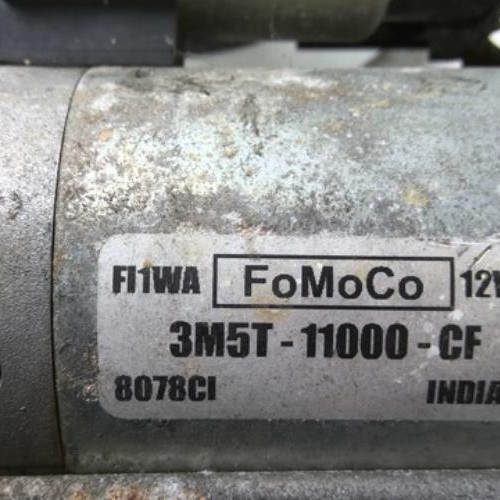 FI1WA FoMoCo 12V
3M5T-11000-CF
8078CI INDIA